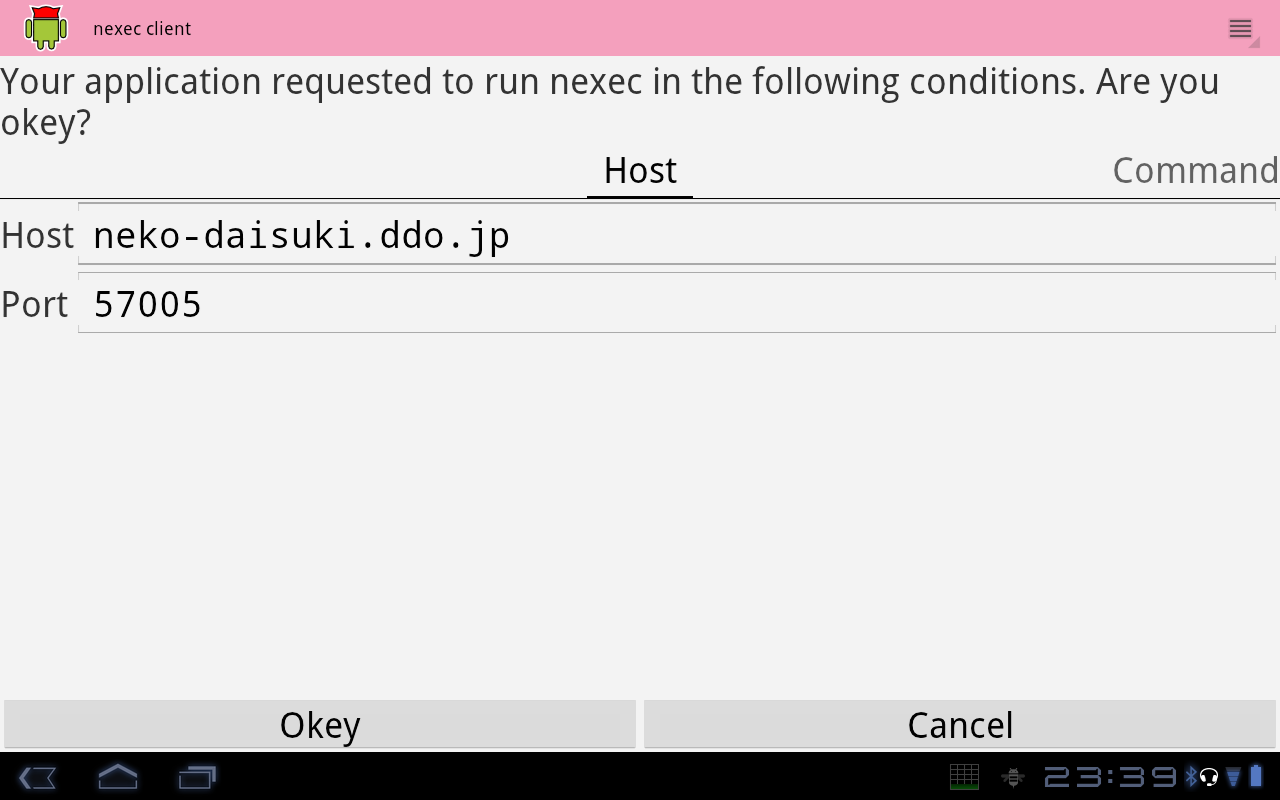 nexec client
Your application requested to run nexec in the following conditions. Are you
okey?
Host Command
Host neko-daisuki.ddo.jp
Port 57005
Okey Cancel
23:39